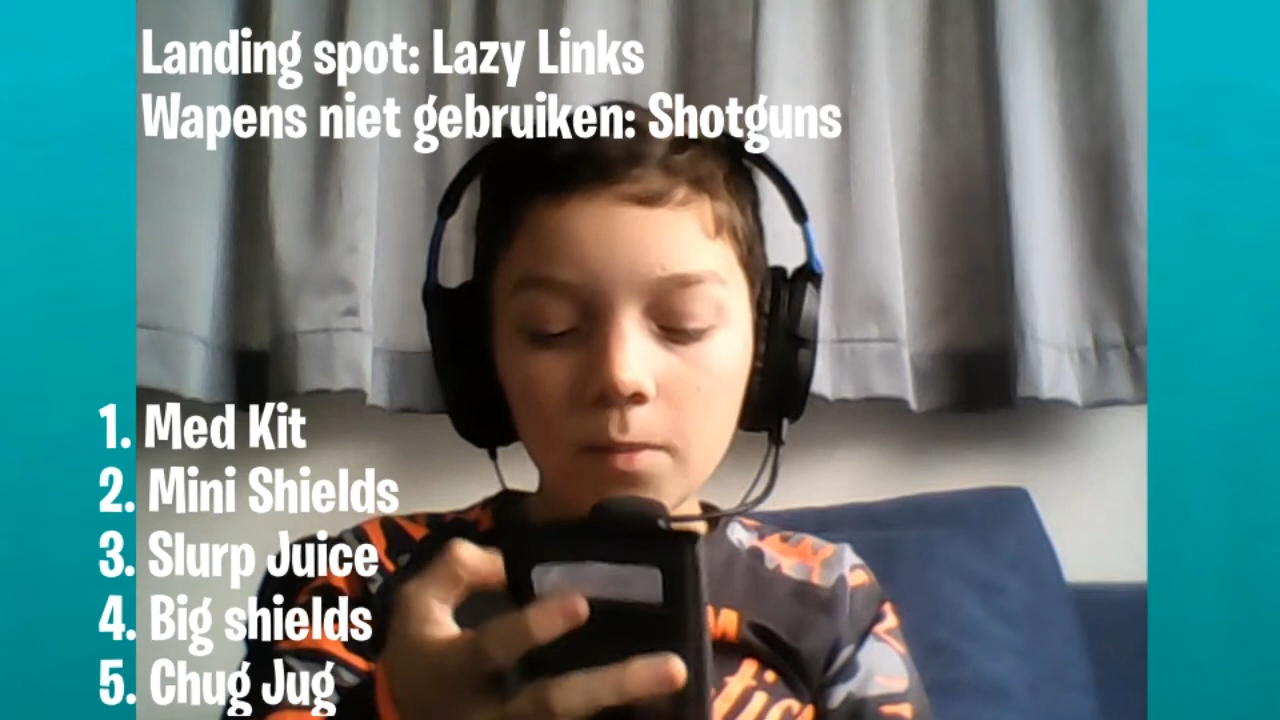 Landing spot: Lazy Links
Wapens niet gebruiken: Shotguns
1. Med Kit
2. Mini Shields
3. Slurp Juice
4. Big shields
5. Chug Jug